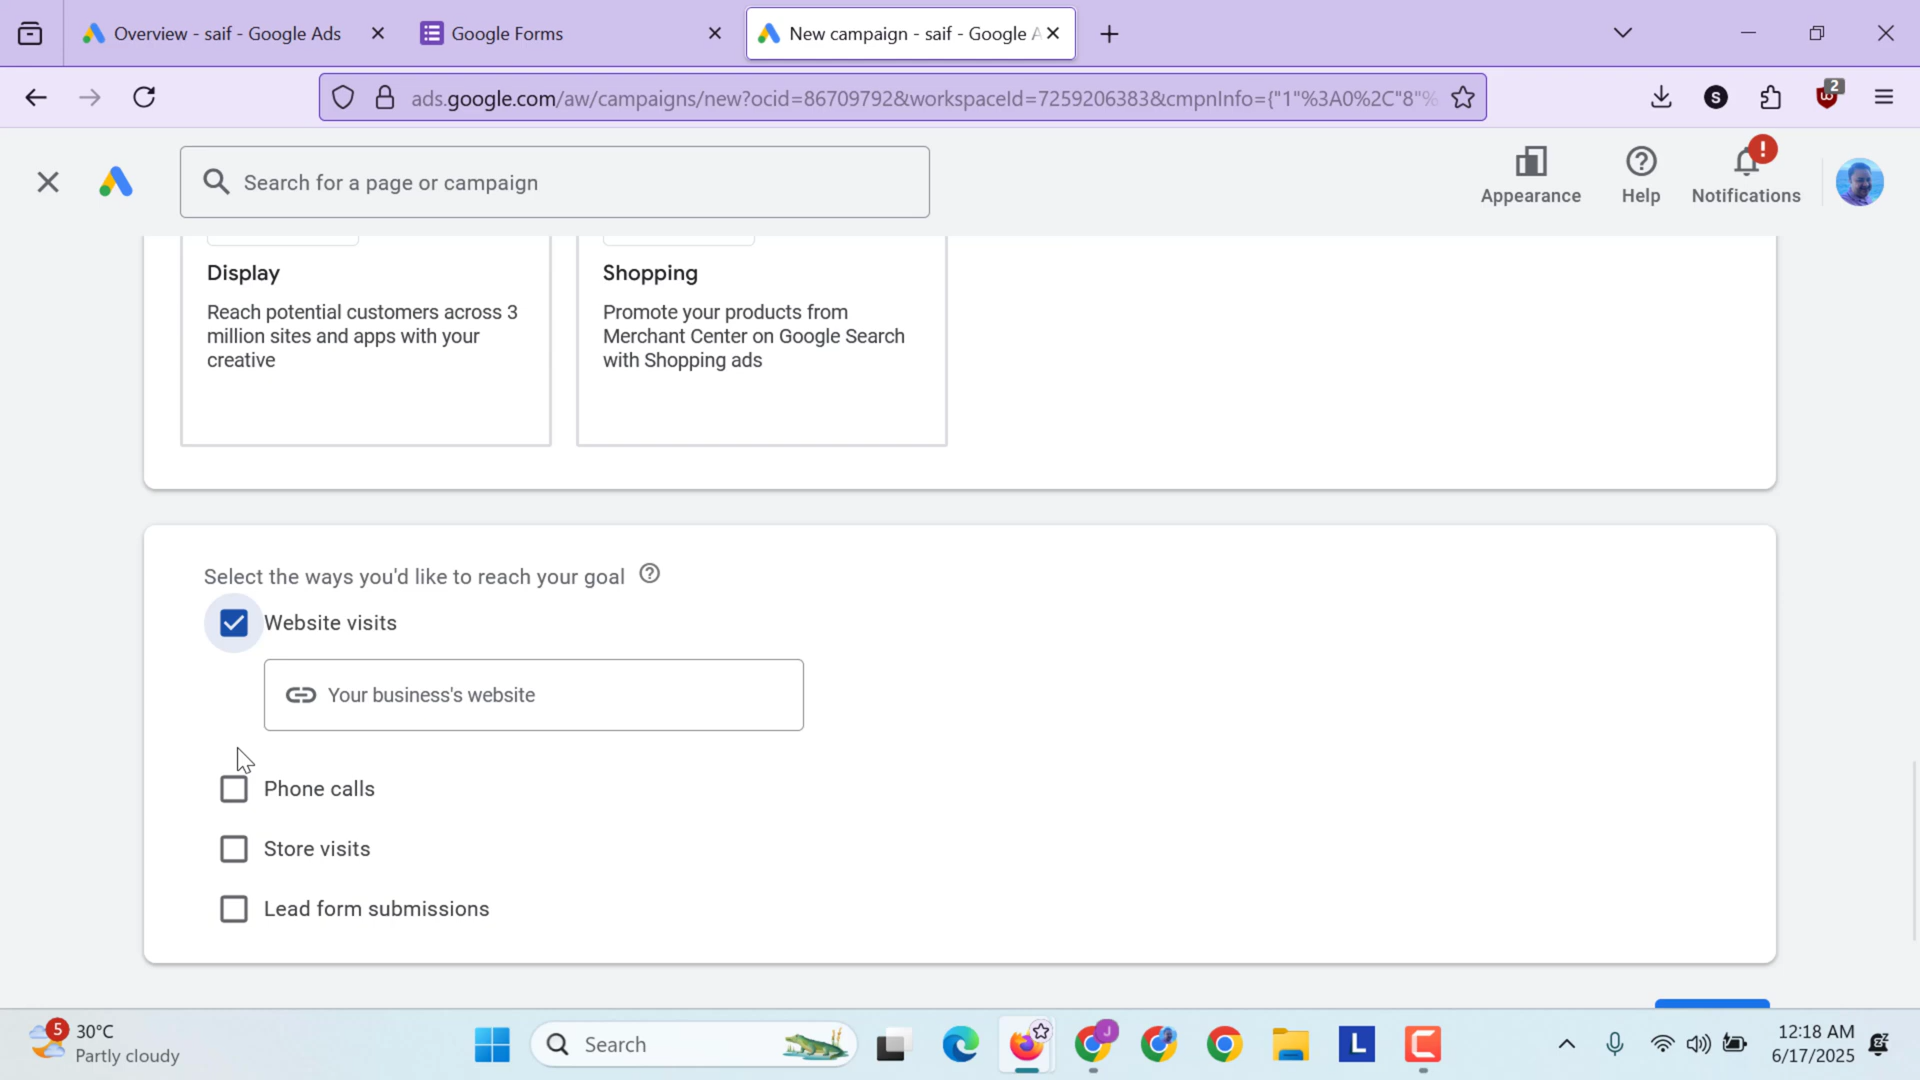 Overview - saif - Google Ads
Google Forms
New campaign - saif - Google A
ads.google.com/aw/campaigns/new?ocid=86709792&workspaceId=7259206383&cmpnInfo={"1"%3A0%2C"8"%
S
2
Search for a page or campaign
Appearance
Help
!
Notifications
Display
Reach potential customers across 3
million sites and apps with your
creative
Shopping
Promote your products from
Merchant Center on Google Search
with Shopping ads
Select the ways you'd like to reach your goal
Website visits
Your business's website
Phone calls
Store visits
Lead form submissions
5
30°C
Partly cloudy
Search
J
L
12:18 AM
6/17/2025